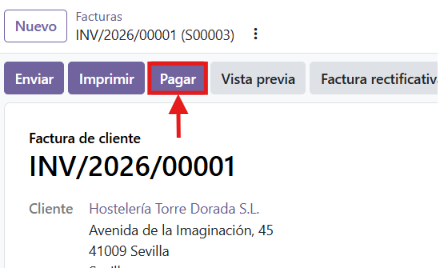 Nuevo
Facturas
INV/2026/00001 (S00003)
Enviar
Imprimir
Pagar
Vista previa
Factura rectificativa
Factura de cliente
INV/2026/00001
Cliente
Hostelería Torre Dorada S.L.
Avenida de la Imaginación, 45
41009 Sevilla